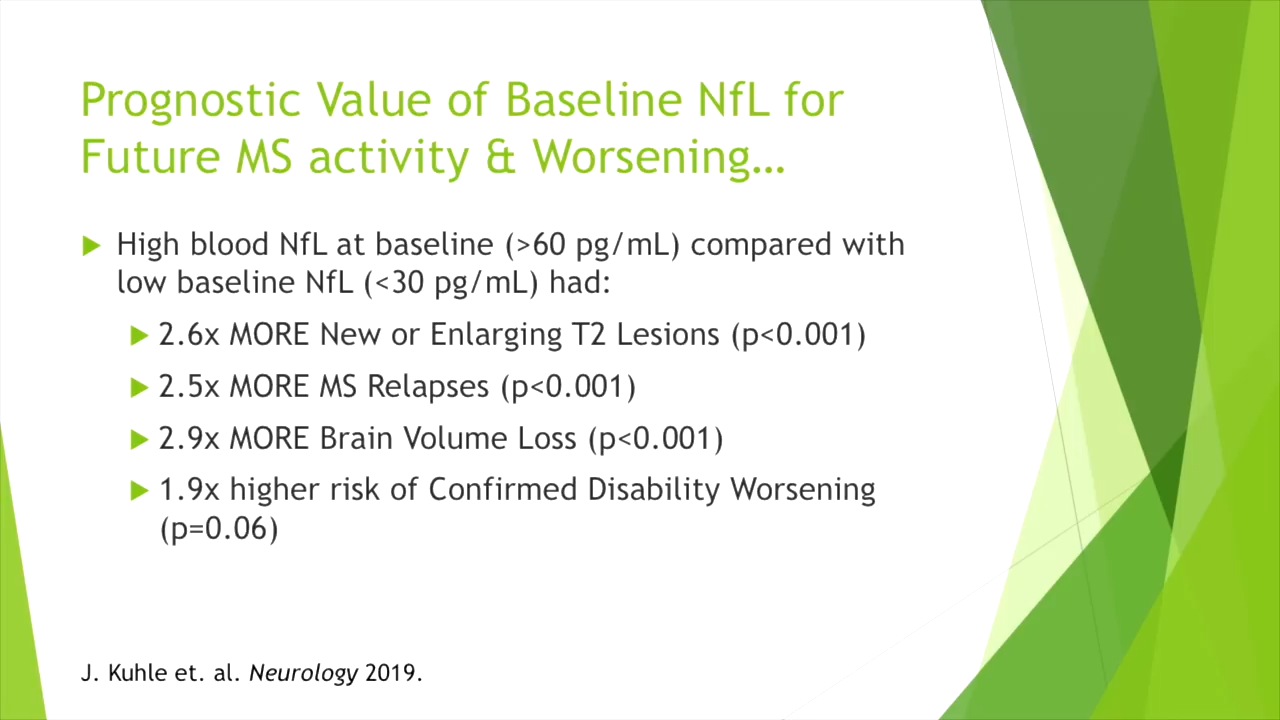 Prognostic Value of Baseline NfL for
Future MS activity & Worsening…
High blood NfL at baseline (>60 pg/mL) compared with
low baseline NfL (<30 pg/mL) had:
2.6x MORE New or Enlarging T2 Lesions (p<0.001)
2.5x MORE MS Relapses (p<0.001)
2.9x MORE Brain Volume Loss (p<0.001)
1.9x higher risk of Confirmed Disability Worsening
(p=0.06)
J. Kuhle et. al. Neurology 2019.